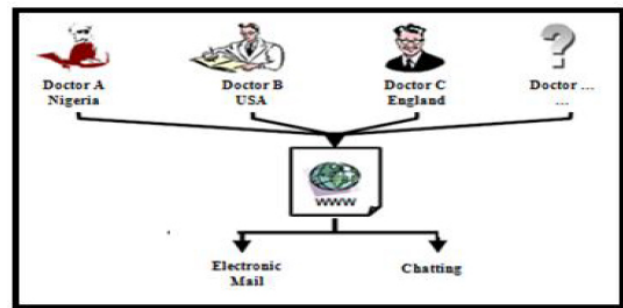 Doctor A
Nigeria
Doctor B
USA
Doctor C
England
Doctor ...
...
WWW
Electronic
Mail
Chatting